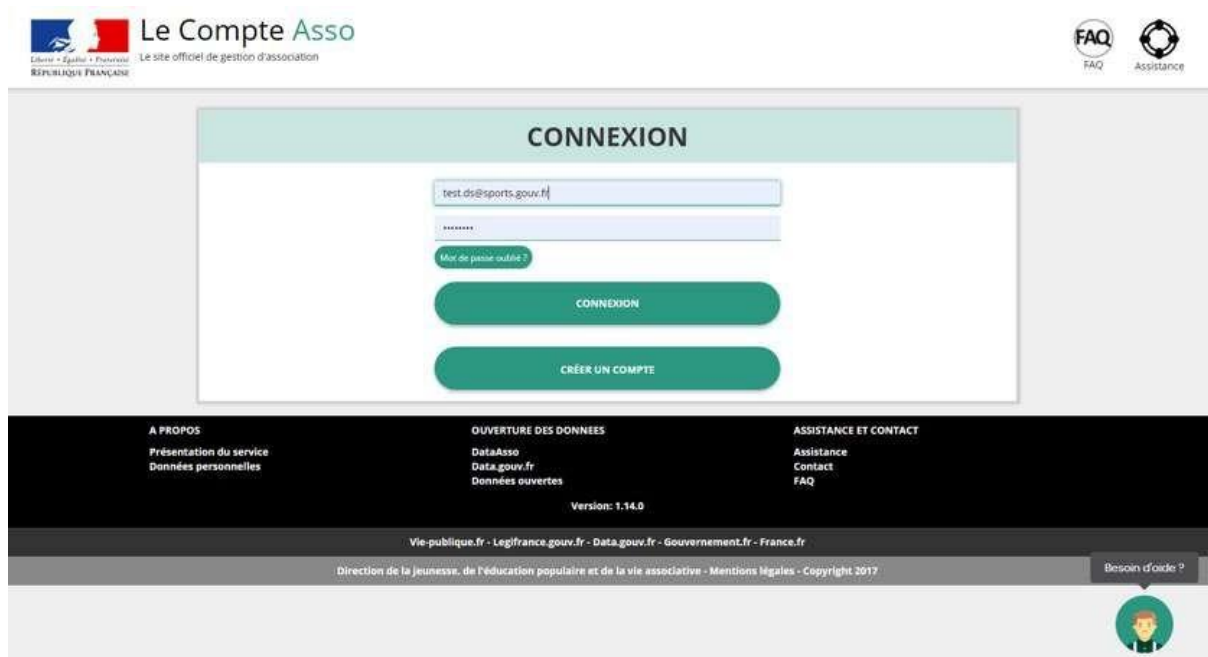 Le Compte Asso
Le site officiel de gestion d'association
Liberté • Égalité • Fraternité
RÉPUBLIQUE FRANÇAISE
FAQ
FAQ
Assistance
CONNEXION
test.ds@sports.gouv.fr
••••••••
Mot de passe oublié ?
CONNEXION
CRÉER UN COMPTE
A PROPOS
Présentation du service
Données personnelles
OUVERTURE DES DONNEES
DataAsso
Data.gouv.fr
Données ouvertes
ASSISTANCE ET CONTACT
Assistance
Contact
FAQ
Version: 1.14.0
Vie-publique.fr - Legifrance.gouv.fr - Data.gouv.fr - Gouvernement.fr - France.fr
Direction de la jeunesse, de l'éducation populaire et de la vie associative - Mentions légales - Copyright 2017
Besoin d'aide ?